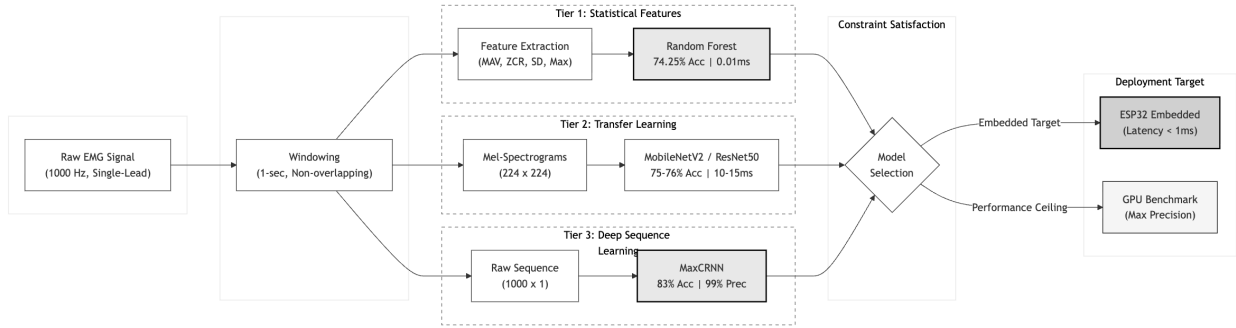 Raw EMG Signal
(1000 Hz, Single-Lead)
Windowing
(1-sec, Non-overlapping)
Tier 1: Statistical Features
Feature Extraction
(MAV, ZCR, SD, Max)
Random Forest
74.25% Acc | 0.01ms
Tier 2: Transfer Learning
Mel-Spectrograms
(224 x 224)
MobileNetV2 / ResNet50
75-76% Acc | 10-15ms
Tier 3: Deep Sequence
Learning
Raw Sequence
(1000 x 1)
MaxCRNN
83% Acc | 99% Prec
Constraint Satisfaction
Model
Selection
Embedded Target
Performance Ceiling
Deployment Target
ESP32 Embedded
(Latency < 1ms)
GPU Benchmark
(Max Precision)